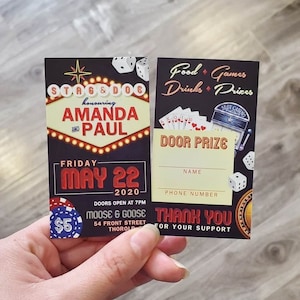 STAG & DOE
honouring
AMANDA
& PAUL
FRIDAY
MAY 22
2020
DOORS OPEN AT 7PM
MOOSE & GOOSE
54 FRONT STREET
THOROLD
$5
Food + Games
Drinks + Prizes
DOOR PRIZE
NAME
PHONE NUMBER
THANK YOU
FOR YOUR SUPPORT